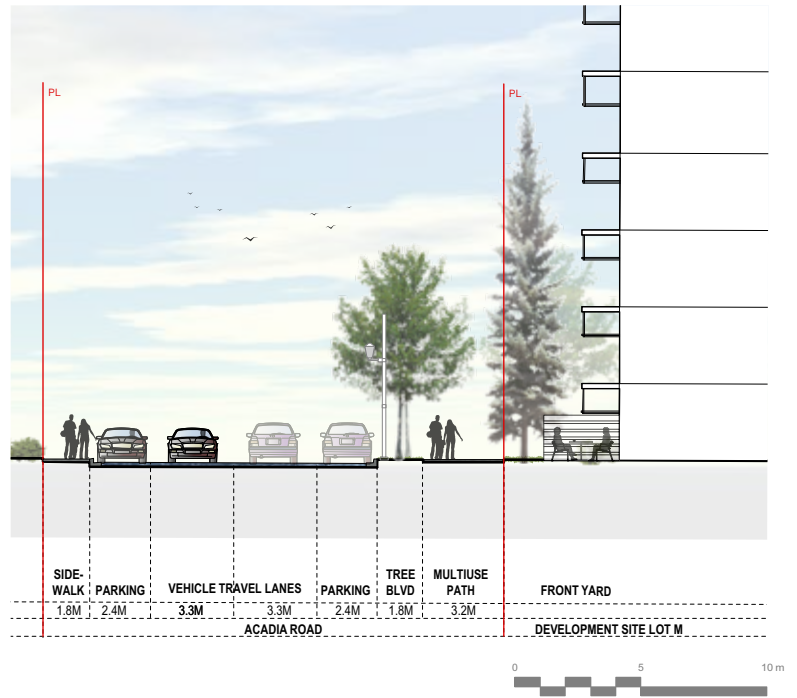 PL
PL
SIDE-
WALK
PARKING
VEHICLE TRAVEL LANES
PARKING
TREE
BLVD
MULTIUSE
PATH
FRONT YARD
1.8M 2.4M 3.3M 3.3M 2.4M 1.8M 3.2M
ACADIA ROAD DEVELOPMENT SITE LOT M
0 5 10 m